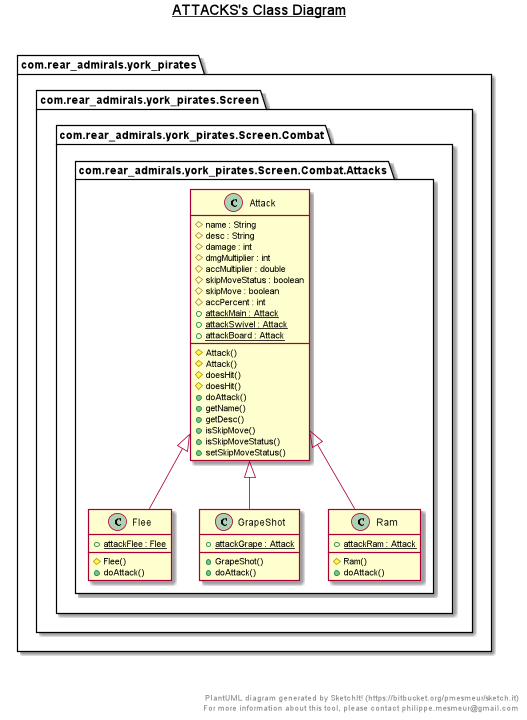 ATTACKS's Class Diagram
com.rear_admirals.york_pirates
com.rear_admirals.york_pirates.Screen
com.rear_admirals.york_pirates.Screen.Combat
com.rear_admirals.york_pirates.Screen.Combat.Attacks
C Attack
name : String
desc : String
damage : int
dmgMultiplier : int
accMultiplier : double
skipMoveStatus : boolean
skipMove : boolean
accPercent : int
attackMain : Attack
attackSwivel : Attack
attackBoard : Attack
Attack()
Attack()
doesHit()
doesHit()
doAttack()
getName()
getDesc()
isSkipMove()
isSkipMoveStatus()
setSkipMoveStatus()
C Flee
attackFlee : Flee
Flee()
doAttack()
C GrapeShot
attackGrape : Attack
GrapeShot()
doAttack()
C Ram
attackRam : Attack
Ram()
doAttack()
PlantUML diagram generated by SketchIt! (https://bitbucket.org/pmesmeur/sketch.it)
For more information about this tool, please contact philippe.mesmeur@gmail.com